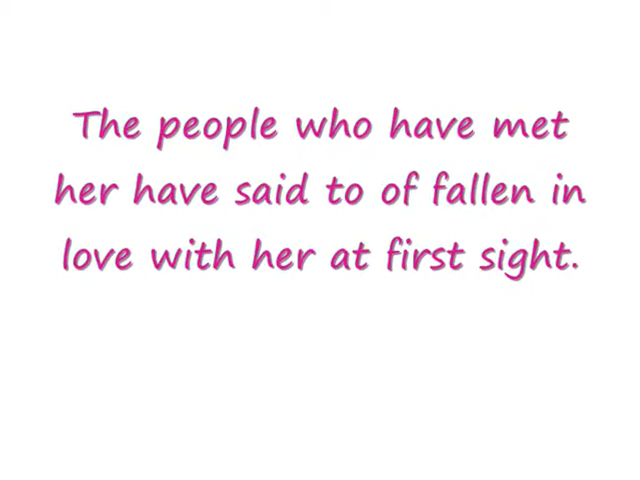 The people who have met
her have said to of fallen in
love with her at first sight.